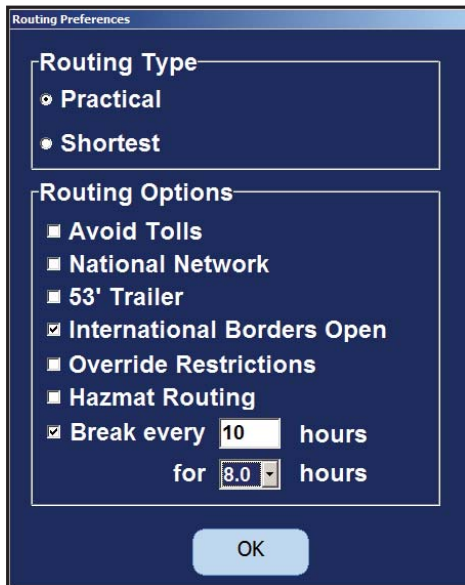 Routing Preferences
Routing Type
Practical
Shortest
Routing Options
Avoid Tolls
National Network
53' Trailer
International Borders Open
Override Restrictions
Hazmat Routing
Break every 10 hours
for 8.0 hours
OK